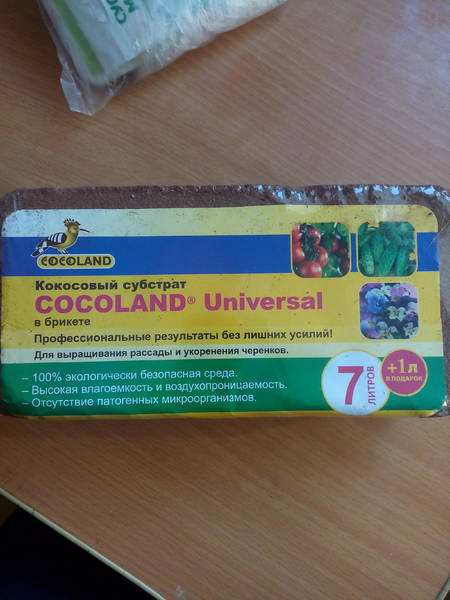 COCOLAND
Кокосовый субстрат
COCOLAND® Universal
в брикете
Профессиональные результаты без лишних усилий!
Для выращивания рассады и укоренения черенков.
– 100% экологически безопасная среда.
– Высокая влагоемкость и воздухопроницаемость.
– Отсутствие патогенных микроорганизмов.
7 ЛИТРОВ
+1л
В ПОДАРОК